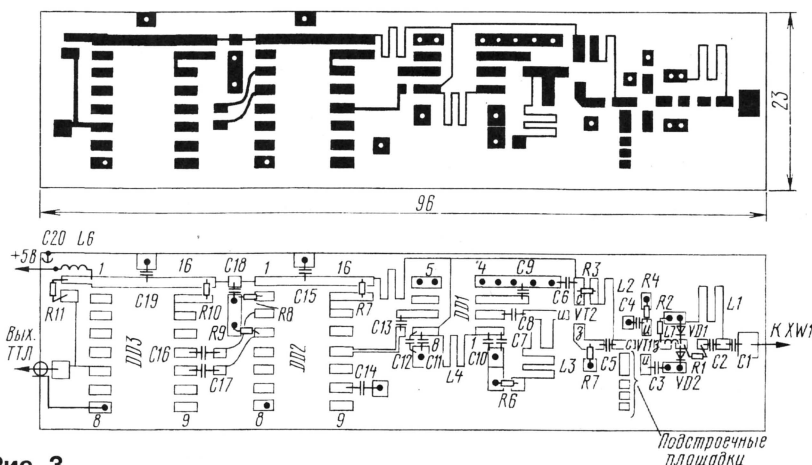 23
96
C20 L6
+5В
1 16 C18 1 16 5 4 C9 R3 L2 R4
C19 R10 C15 R7 DD1 C6 C4 R2 L1
R11 R8 C13 C8 И VT2 И L7 VD1
DD3 R9 DD2 З К XW1
Вых. C16 C12 8 C11 1 C10 C7 C5 С VT1 З C2 C1
ТТЛ C17 L4 L3 R7 И R1
C14 R6 C3 VD2
8 9 8 9
Подстроечные
площадки
Рис. 3